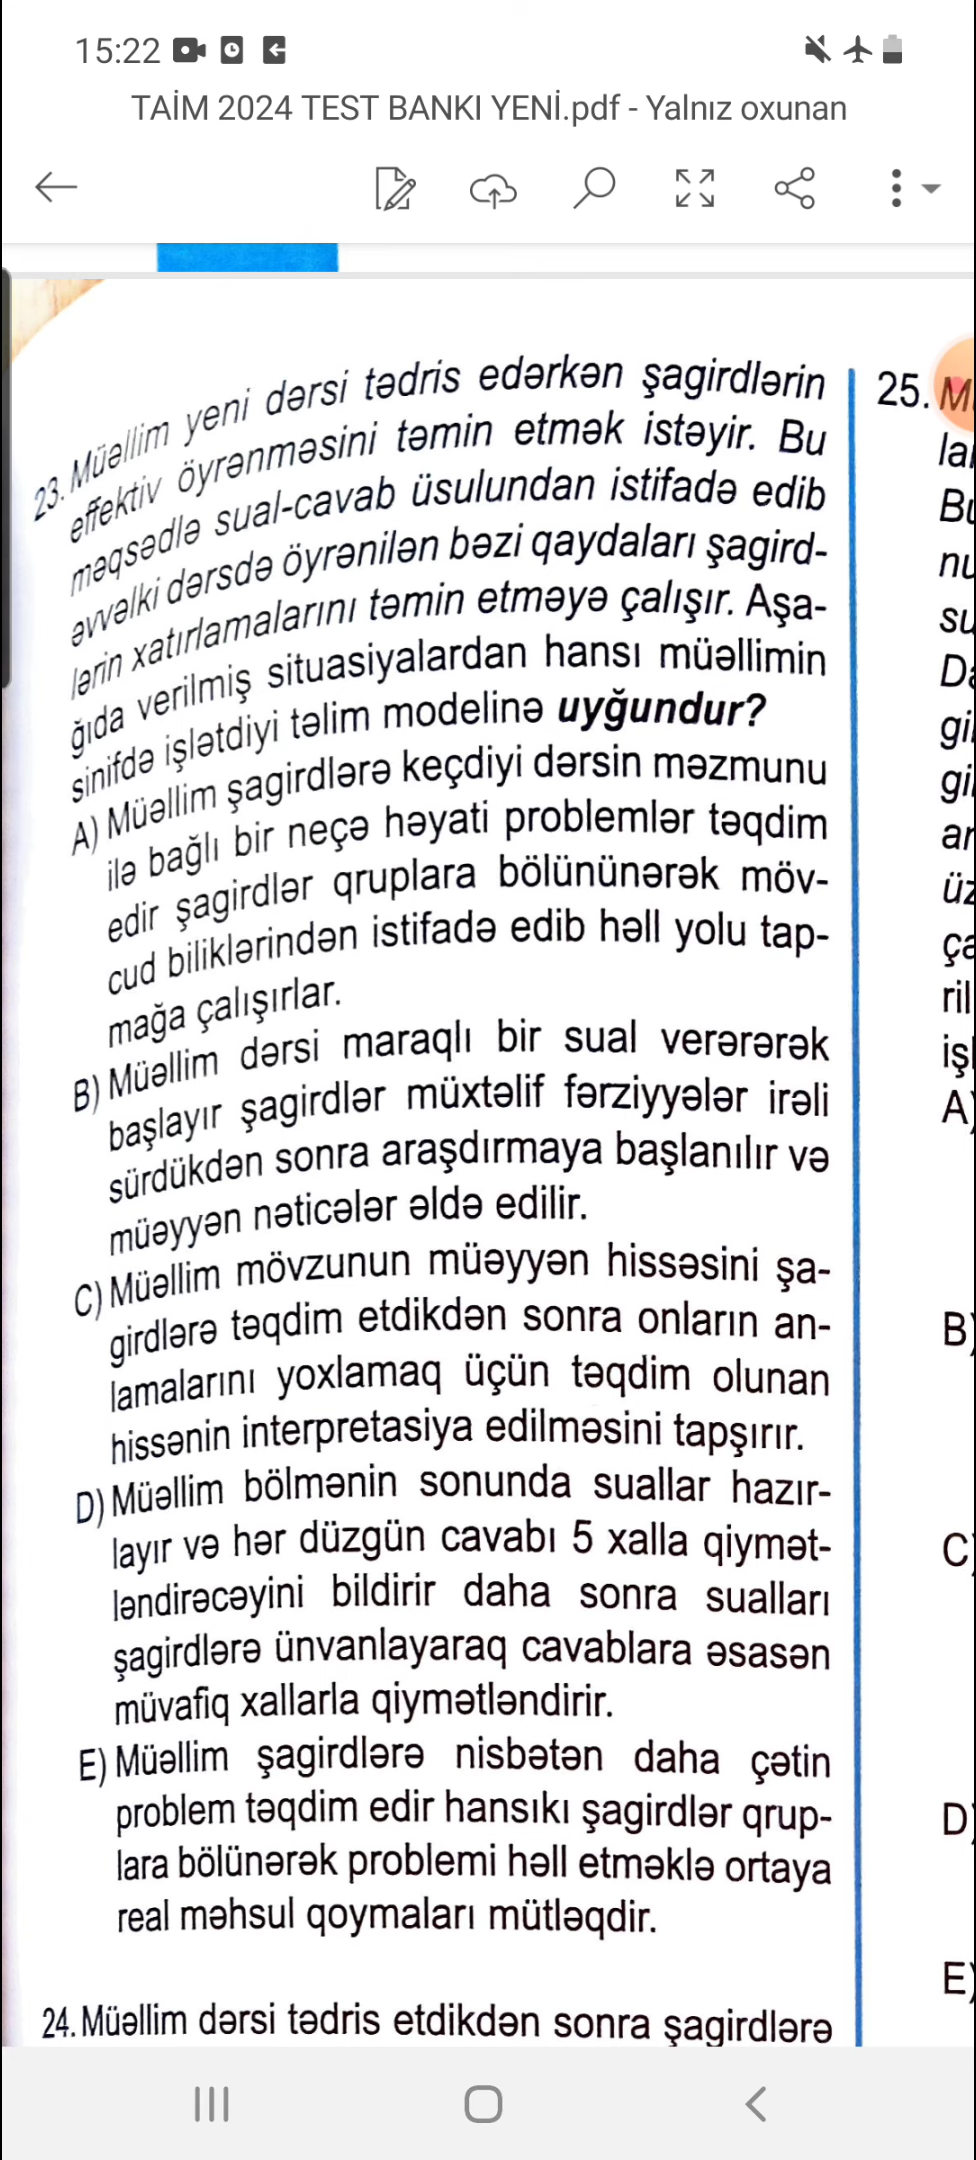 15:22
TAİM 2024 TEST BANKI YENİ.pdf - Yalnız oxunan
23. Müəllim yeni dərsi tədris edərkən şagirdlərin
effektiv öyrənməsini təmin etmək istəyir. Bu
məqsədlə sual-cavab üsulundan istifadə edib
əvvəlki dərsdə öyrənilən bəzi qaydaları şagird-
lərin xatırlamalarını təmin etməyə çalışır. Aşa-
ğıda verilmiş situasiyalardan hansı müəllimin
sinifdə işlətdiyi təlim modelinə uyğundur?
A) Müəllim şagirdlərə keçdiyi dərsin məzmunu
ilə bağlı bir neçə həyati problemlər təqdim
edir şagirdlər qruplara bölününərək möv-
cud biliklərindən istifadə edib həll yolu tap-
mağa çalışırlar.
B) Müəllim dərsi maraqlı bir sual verərərək
başlayır şagirdlər müxtəlif fərziyyələr irəli
sürdükdən sonra araşdırmaya başlanılır və
müəyyən nəticələr əldə edilir.
C) Müəllim mövzunun müəyyən hissəsini şa-
girdlərə təqdim etdikdən sonra onların an-
lamalarını yoxlamaq üçün təqdim olunan
hissənin interpretasiya edilməsini tapşırır.
D) Müəllim bölmənin sonunda suallar hazır-
layır və hər düzgün cavabı 5 xalla qiymət-
ləndirəcəyini bildirir daha sonra sualları
şagirdlərə ünvanlayaraq cavablara əsasən
müvafiq xallarla qiymətləndirir.
E) Müəllim şagirdlərə nisbətən daha çətin
problem təqdim edir hansıkı şagirdlər qrup-
lara bölünərək problemi həll etməklə ortaya
real məhsul qoymaları mütləqdir.
24. Müəllim dərsi tədris etdikdən sonra şagirdlərə
25.
A)
B)
C)
D)
E)